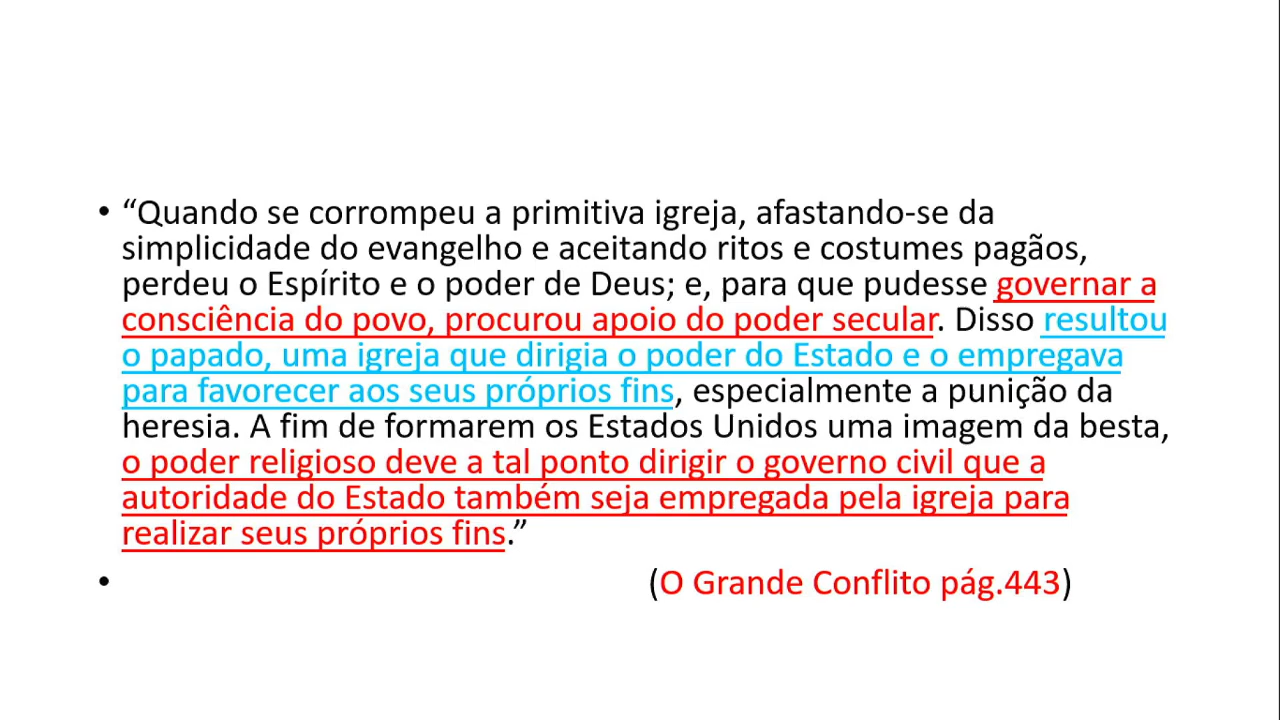 • “Quando se corrompeu a primitiva igreja, afastando-se da
simplicidade do evangelho e aceitando ritos e costumes pagãos,
perdeu o Espírito e o poder de Deus; e, para que pudesse governar a
consciência do povo, procurou apoio do poder secular. Disso resultou
o papado, uma igreja que dirigia o poder do Estado e o empregava
para favorecer aos seus próprios fins, especialmente a punição da
heresia. A fim de formarem os Estados Unidos uma imagem da besta,
o poder religioso deve a tal ponto dirigir o governo civil que a
autoridade do Estado também seja empregada pela igreja para
realizar seus próprios fins.”
• (O Grande Conflito pág.443)